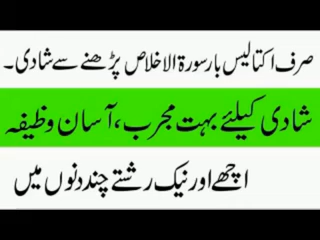 صرف اکتالیس بار سورۃ الاخلاص پڑھنے سے شادی۔
شادی کیلئے بہت مجرب، آسان وظیفہ
اچھے اور نیک رشتے چند دنوں میں